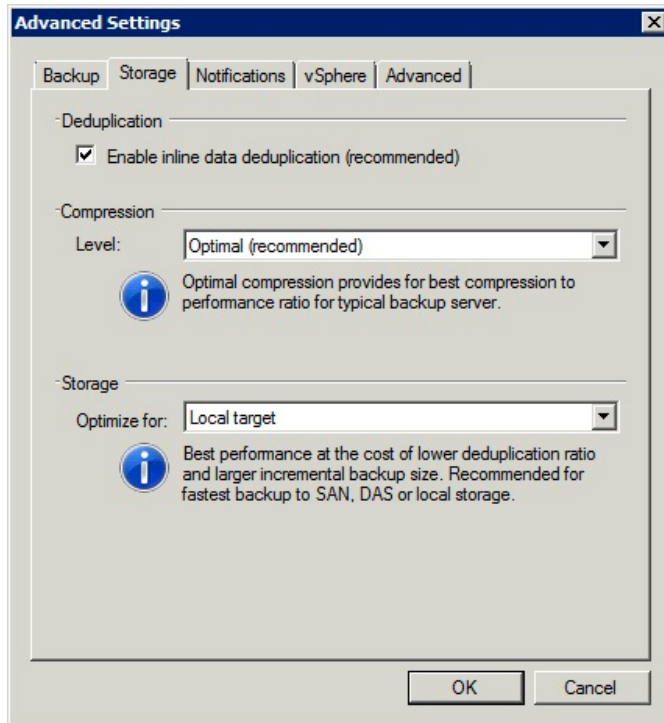 Advanced Settings
Backup Storage Notifications vSphere Advanced
Deduplication
Enable inline data deduplication (recommended)
Compression
Level: Optimal (recommended)
Optimal compression provides for best compression to
performance ratio for typical backup server.
Storage
Optimize for: Local target
Best performance at the cost of lower deduplication ratio
and larger incremental backup size. Recommended for
fastest backup to SAN, DAS or local storage.
OK Cancel